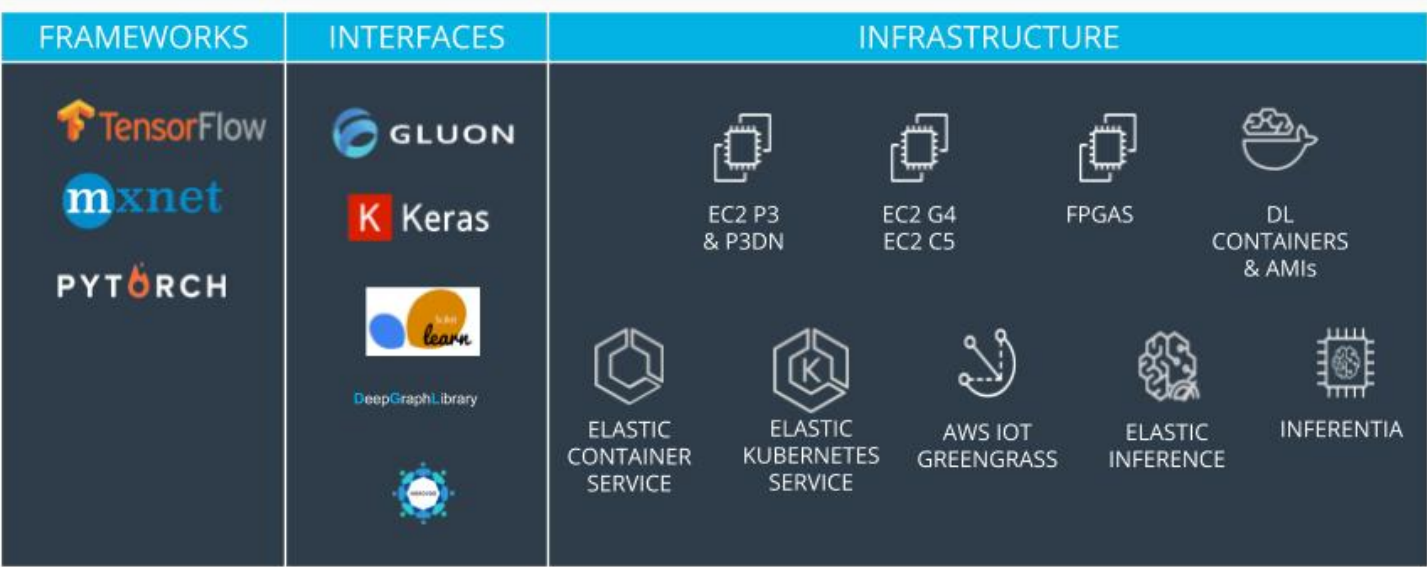 FRAMEWORKS
INTERFACES
INFRASTRUCTURE
TensorFlow
mxnet
PYTORCH
GLUON
K Keras
learn
DeepGraphLibrary
EC2 P3
& P3DN
EC2 G4
EC2 C5
FPGAS
DL
CONTAINERS
& AMIs
ELASTIC
CONTAINER
SERVICE
K
ELASTIC
KUBERNETES
SERVICE
AWS IOT
GREENGRASS
ELASTIC
INFERENCE
INFERENTIA